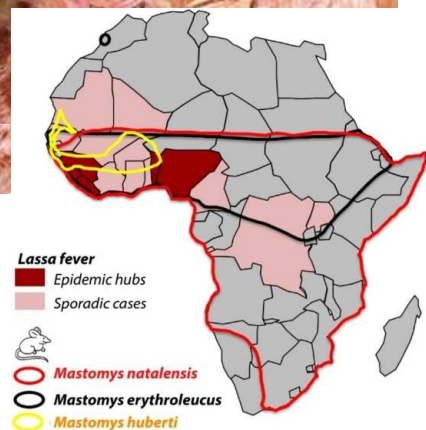 Lassa fever
Epidemic hubs
Sporadic cases
Mastomys natalensis
Mastomys erythroleucus
Mastomys huberti